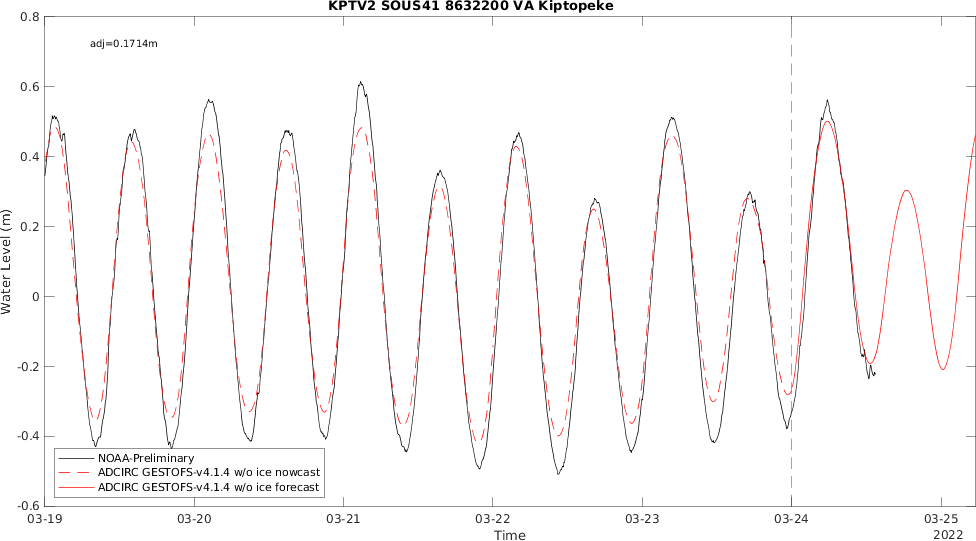 KPTV2 SOUS41 8632200 VA Kiptopeke
adj=0.1714m
0.8
0.6
0.4
0.2
0
-0.2
-0.4
-0.6
Water Level (m)
NOAA-Preliminary
ADCIRC GESTOFS-v4.1.4 w/o ice nowcast
ADCIRC GESTOFS-v4.1.4 w/o ice forecast
03-19 03-20 03-21 03-22 03-23 03-24 03-25
Time 2022